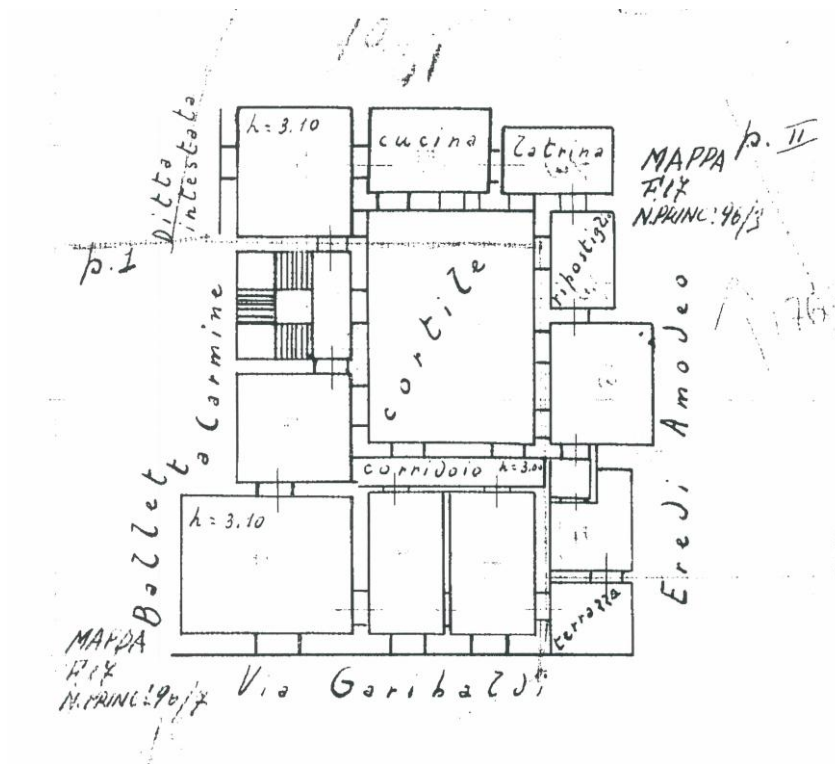 h = 3.10
cucina
latrina
MAPPA
F. 17
N. PRINC: 96/3
p. II
Ditta
intestata
p. 1
cortile
Balletta Carmine
Eredi Amodeo
corridoio h = 3.00
h = 3.10
terrazza
MAPPA
F. 17
N. PRINC: 96/7
Via Garibaldi